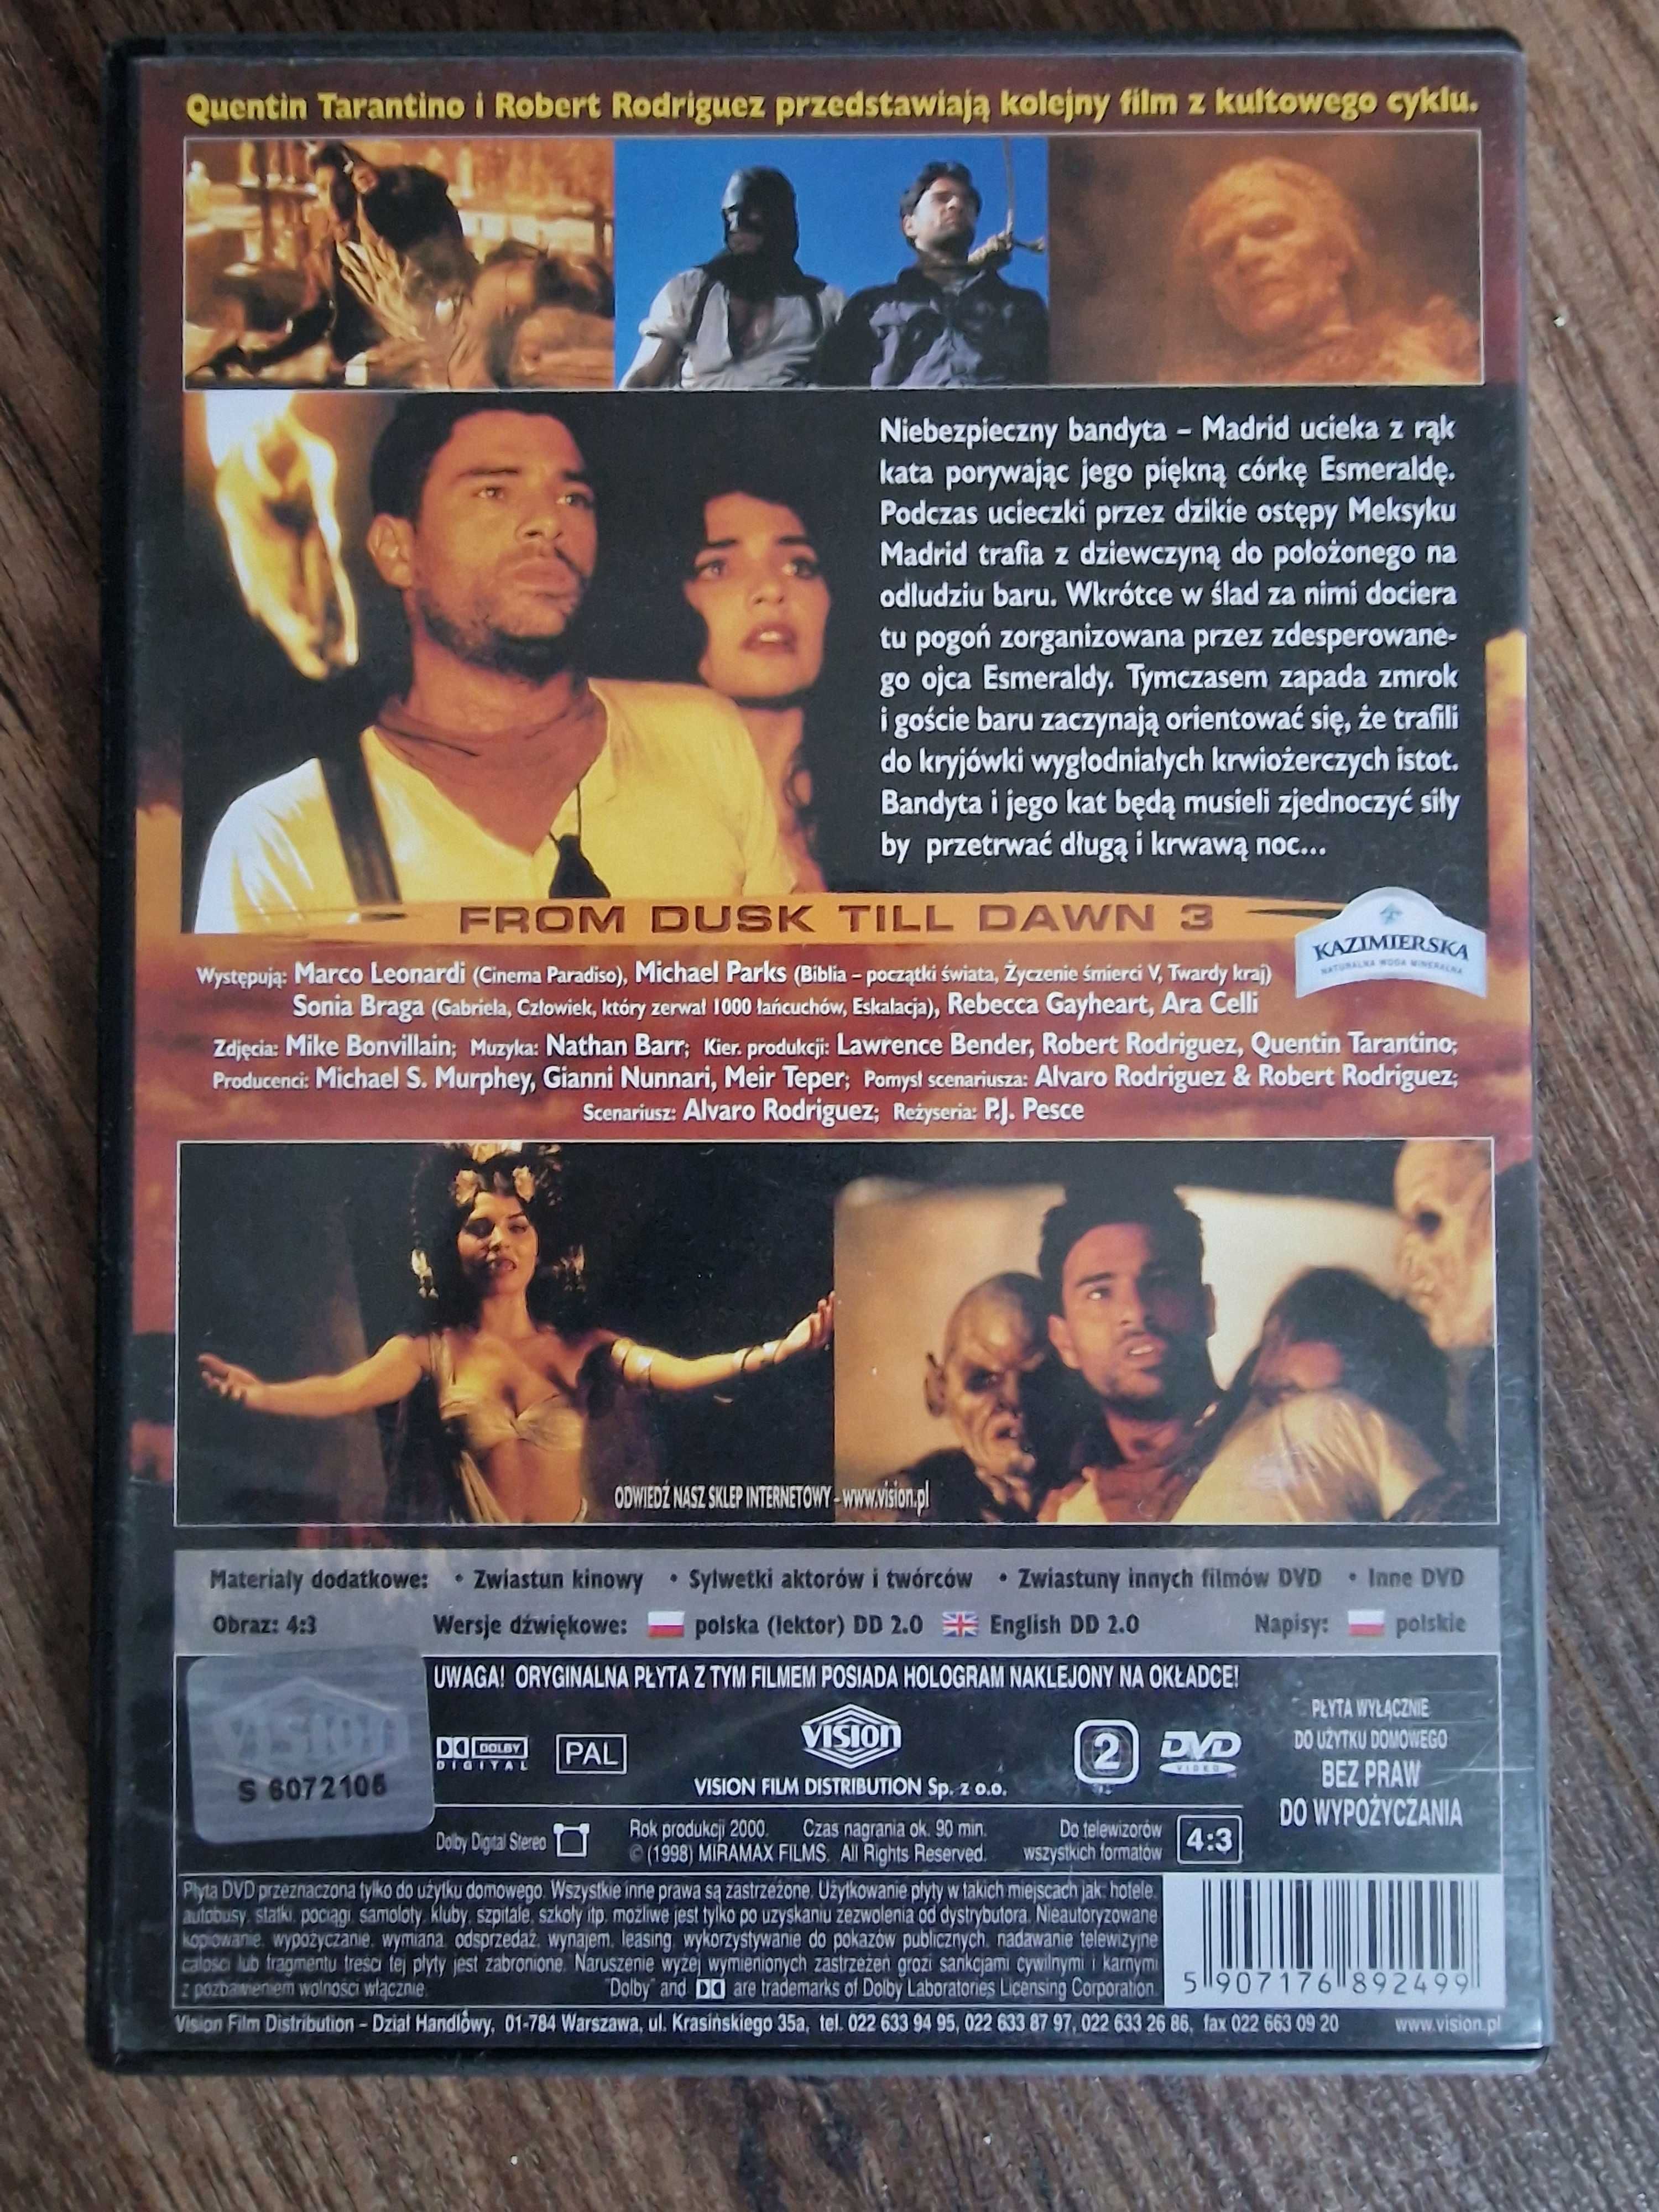 Quentin Tarantino i Robert Rodriguez przedstawiają kolejny film z kultowego cyklu.
Niebezpieczny bandyta – Madrid ucieka z rąk
kata porywając jego piękną córkę Esmeraldę.
Podczas ucieczki przez dzikie ostępy Meksyku
Madrid trafia z dziewczyną do położonego na
odludziu baru. Wkrótce w ślad za nimi dociera
tu pogoń zorganizowana przez zdesperowane-
go ojca Esmeraldy. Tymczasem zapada zmrok
i goście baru zaczynają orientować się, że trafili
do kryjówki wygłodniałych krwiożerczych istot.
Bandyta i jego kat będą musieli zjednoczyć siły
by przetrwać długą i krwawą noc...
FROM DUSK TILL DAWN 3
KAZIMIERSKA
NATURALNA WODA MINERALNA
Występują: Marco Leonardi (Cinema Paradiso), Michael Parks (Biblia – początki świata, Życzenie śmierci V, Twardy kraj)
Sonia Braga (Gabriela, Człowiek, który zerwał 1000 łańcuchów, Eskalacja), Rebecca Gayheart, Ara Celli
Zdjęcia: Mike Bonvillain; Muzyka: Nathan Barr; Kier. produkcji: Lawrence Bender, Robert Rodriguez, Quentin Tarantino;
Producenci: Michael S. Murphey, Gianni Nunnari, Meir Teper; Pomysł scenariusza: Alvaro Rodriguez & Robert Rodriguez;
Scenariusz: Alvaro Rodriguez; Reżyseria: P.J. Pesce
ODWIEDŹ NASZ SKLEP INTERNETOWY - www.vision.pl
Materiały dodatkowe: • Zwiastun kinowy • Sylwetki aktorów i twórców • Zwiastuny innych filmów DVD • Inne DVD
Obraz: 4:3 Wersje dźwiękowe: polska (lektor) DD 2.0 English DD 2.0 Napisy: polskie
UWAGA! ORYGINALNA PŁYTA Z TYM FILMEM POSIADA HOLOGRAM NAKLEJONY NA OKŁADCE!
VISION
S 6072106
DOLBY
DIGITAL
PAL
VISION
VISION FILM DISTRIBUTION Sp. z o.o.
2
DVD
VIDEO
PŁYTA WYŁĄCZNIE
DO UŻYTKU DOMOWEGO
BEZ PRAW
DO WYPOŻYCZANIA
Dolby Digital Stereo
Rok produkcji 2000. Czas nagrania ok. 90 min.
© (1998) MIRAMAX FILMS. All Rights Reserved.
Do telewizorów
wszystkich formatów
4:3
Płyta DVD przeznaczona tylko do użytku domowego. Wszystkie inne prawa są zastrzeżone. Użytkowanie płyty w takich miejscach jak: hotele,
autobusy, statki, pociągi, samoloty, kluby, szpitale, szkoły itp. możliwe jest tylko po uzyskaniu zezwolenia od dystrybutora. Nieautoryzowane
kopiowanie, wypożyczanie, wymiana, odsprzedaż, wynajem, leasing, wykorzystywanie do pokazów publicznych, nadawanie telewizyjne
całości lub fragmentu treści tej płyty jest zabronione. Naruszenie wyżej wymienionych zastrzeżeń grozi sankcjami cywilnymi i karnymi
z pozbawieniem wolności włącznie. "Dolby" and are trademarks of Dolby Laboratories Licensing Corporation.
5 907176 892499
Vision Film Distribution – Dział Handlowy, 01-784 Warszawa, ul. Krasińskiego 35a, tel. 022 633 94 95, 022 633 87 97, 022 633 26 86, fax 022 663 09 20 www.vision.pl